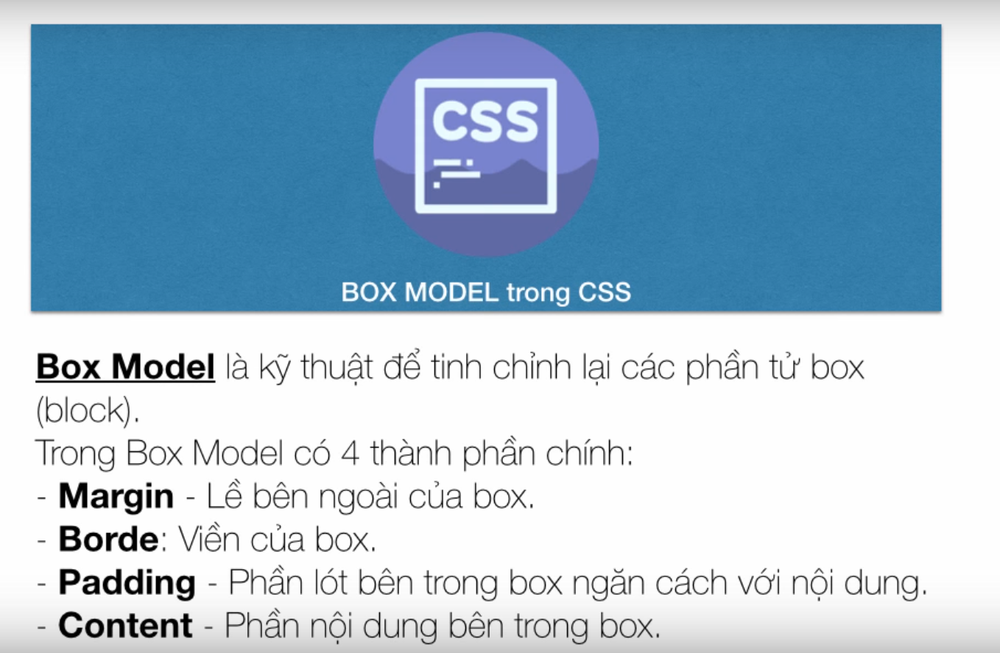 CSS
BOX MODEL trong CSS
Box Model là kỹ thuật để tinh chỉnh lại các phần tử box
(block).
Trong Box Model có 4 thành phần chính:
- Margin - Lề bên ngoài của box.
- Borde: Viền của box.
- Padding - Phần lót bên trong box ngăn cách với nội dung.
- Content - Phần nội dung bên trong box.